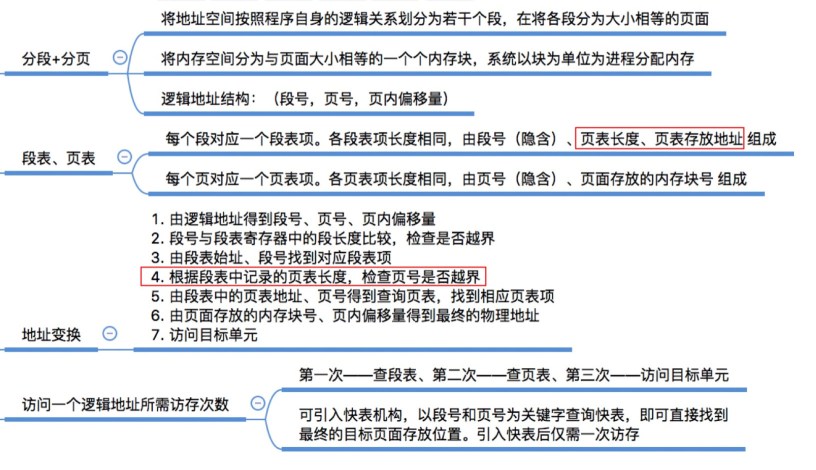 将地址空间按照程序自身的逻辑关系划分为若干个段，在将各段分为大小相等的页面
分段+分页
将内存空间分为与页面大小相等的一个个内存块，系统以块为单位为进程分配内存
逻辑地址结构：（段号，页号，页内偏移量）
每个段对应一个段表项。各段表项长度相同，由段号（隐含）、页表长度、页表存放地址 组成
段表、页表
每个页对应一个页表项。各页表项长度相同，由页号（隐含）、页面存放的内存块号 组成
1. 由逻辑地址得到段号、页号、页内偏移量
2. 段号与段表寄存器中的段长度比较，检查是否越界
3. 由段表始址、段号找到对应段表项
4. 根据段表中记录的页表长度，检查页号是否越界
5. 由段表中的页表地址、页号得到查询页表，找到相应页表项
6. 由页面存放的内存块号、页内偏移量得到最终的物理地址
7. 访问目标单元
地址变换
第一次——查段表、第二次——查页表、第三次——访问目标单元
访问一个逻辑地址所需访存次数
可引入快表机构，以段号和页号为关键字查询快表，即可直接找到
最终的目标页面存放位置。引入快表后仅需一次访存